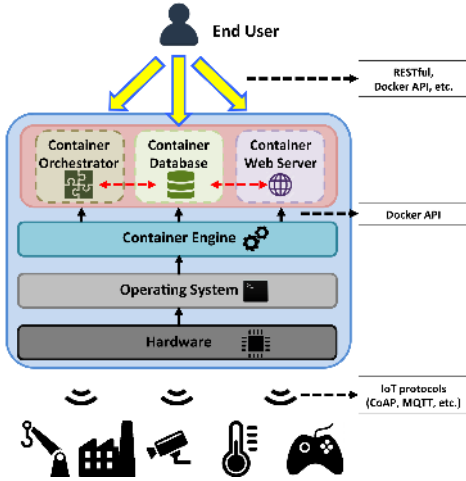 End User
RESTful,
Docker API, etc.
Container
Orchestrator
Container
Database
Container
Web Server
Docker API
Container Engine
Operating System
Hardware
IoT protocols
(CoAP, MQTT, etc.)